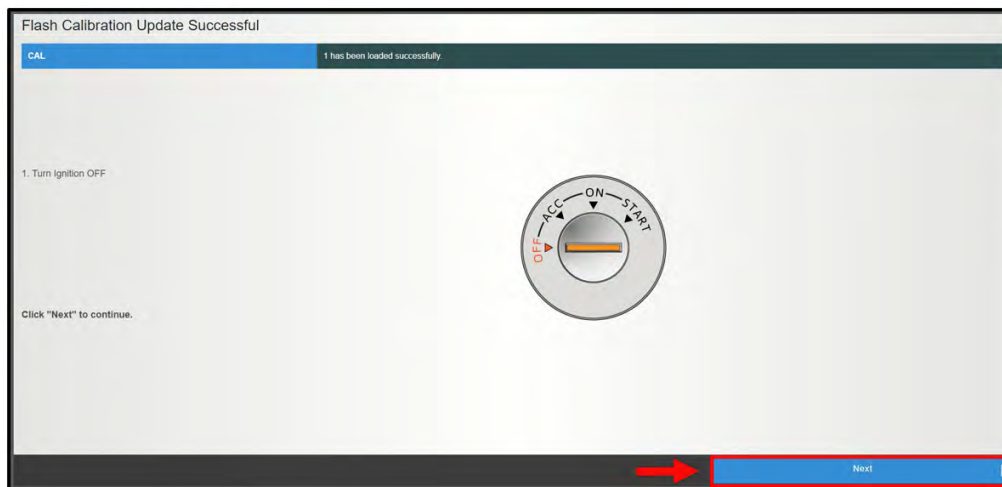 Flash Calibration Update Successful
CAL
1 has been loaded successfully.
1. Turn Ignition OFF
OFF
ACC
ON
START
Click "Next" to continue.
Next